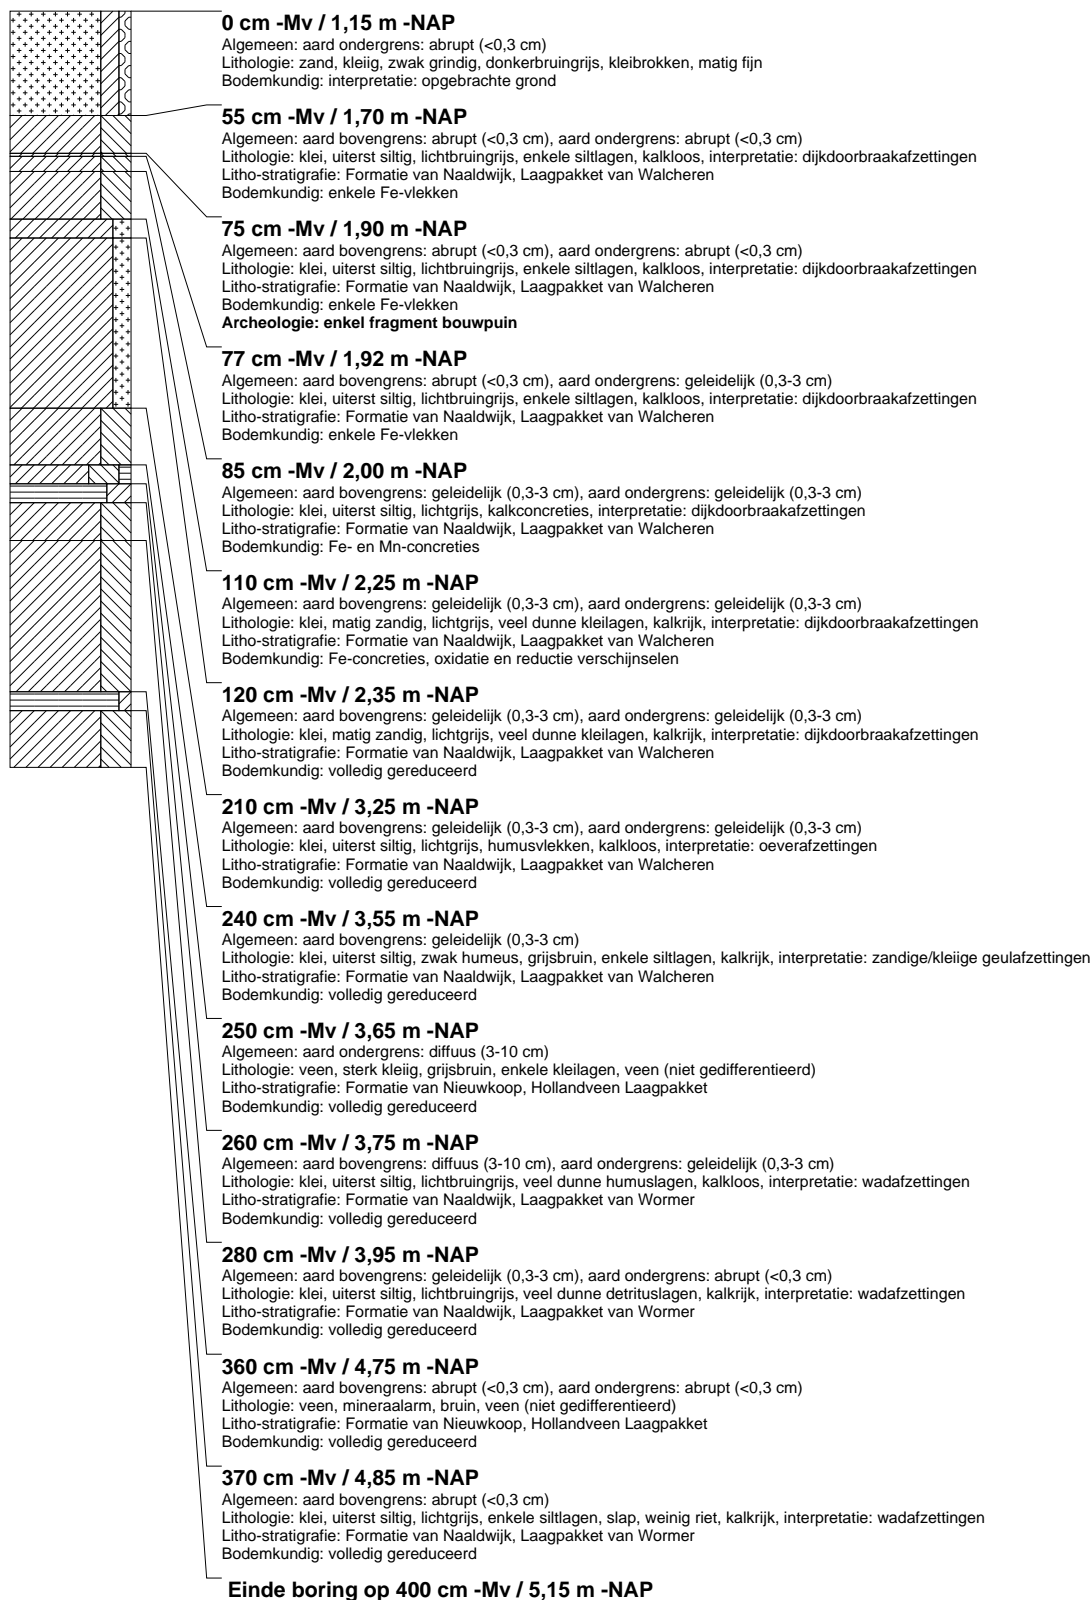 0 cm -Mv / 1,15 m -NAP
Algemeen: aard ondergrens: abrupt (<0,3 cm)
Lithologie: zand, kleiig, zwak grindig, donkerbruingrijs, kleibrokken, matig fijn
Bodemkundig: interpretatie: opgebrachte grond
55 cm -Mv / 1,70 m -NAP
Algemeen: aard bovengrens: abrupt (<0,3 cm), aard ondergrens: abrupt (<0,3 cm)
Lithologie: klei, uiterst siltig, lichtbruingrijs, enkele siltlagen, kalkloos, interpretatie: dijkdoorbraakafzettingen
Litho-stratigrafie: Formatie van Naaldwijk, Laagpakket van Walcheren
Bodemkundig: enkele Fe-vlekken
75 cm -Mv / 1,90 m -NAP
Algemeen: aard bovengrens: abrupt (<0,3 cm), aard ondergrens: abrupt (<0,3 cm)
Lithologie: klei, uiterst siltig, lichtbruingrijs, enkele siltlagen, kalkloos, interpretatie: dijkdoorbraakafzettingen
Litho-stratigrafie: Formatie van Naaldwijk, Laagpakket van Walcheren
Bodemkundig: enkele Fe-vlekken
Archeologie: enkel fragment bouwpuin
77 cm -Mv / 1,92 m -NAP
Algemeen: aard bovengrens: abrupt (<0,3 cm), aard ondergrens: geleidelijk (0,3-3 cm)
Lithologie: klei, uiterst siltig, lichtbruingrijs, enkele siltlagen, kalkloos, interpretatie: dijkdoorbraakafzettingen
Litho-stratigrafie: Formatie van Naaldwijk, Laagpakket van Walcheren
Bodemkundig: enkele Fe-vlekken
85 cm -Mv / 2,00 m -NAP
Algemeen: aard bovengrens: geleidelijk (0,3-3 cm), aard ondergrens: geleidelijk (0,3-3 cm)
Lithologie: klei, uiterst siltig, lichtgrijs, kalkconcreties, interpretatie: dijkdoorbraakafzettingen
Litho-stratigrafie: Formatie van Naaldwijk, Laagpakket van Walcheren
Bodemkundig: Fe- en Mn-concreties
110 cm -Mv / 2,25 m -NAP
Algemeen: aard bovengrens: geleidelijk (0,3-3 cm), aard ondergrens: geleidelijk (0,3-3 cm)
Lithologie: klei, matig zandig, lichtgrijs, veel dunne kleilagen, kalkrijk, interpretatie: dijkdoorbraakafzettingen
Litho-stratigrafie: Formatie van Naaldwijk, Laagpakket van Walcheren
Bodemkundig: Fe-concreties, oxidatie en reductie verschijnselen
120 cm -Mv / 2,35 m -NAP
Algemeen: aard bovengrens: geleidelijk (0,3-3 cm), aard ondergrens: geleidelijk (0,3-3 cm)
Lithologie: klei, matig zandig, lichtgrijs, veel dunne kleilagen, kalkrijk, interpretatie: dijkdoorbraakafzettingen
Litho-stratigrafie: Formatie van Naaldwijk, Laagpakket van Walcheren
Bodemkundig: volledig gereduceerd
210 cm -Mv / 3,25 m -NAP
Algemeen: aard bovengrens: geleidelijk (0,3-3 cm), aard ondergrens: geleidelijk (0,3-3 cm)
Lithologie: klei, uiterst siltig, lichtgrijs, humusvlekken, kalkloos, interpretatie: oeverafzettingen
Litho-stratigrafie: Formatie van Naaldwijk, Laagpakket van Walcheren
Bodemkundig: volledig gereduceerd
240 cm -Mv / 3,55 m -NAP
Algemeen: aard bovengrens: geleidelijk (0,3-3 cm)
Lithologie: klei, uiterst siltig, zwak humeus, grijsbruin, enkele siltlagen, kalkrijk, interpretatie: zandige/kleiige geulafzettingen
Litho-stratigrafie: Formatie van Naaldwijk, Laagpakket van Walcheren
Bodemkundig: volledig gereduceerd
250 cm -Mv / 3,65 m -NAP
Algemeen: aard ondergrens: diffuus (3-10 cm)
Lithologie: veen, sterk kleiig, grijsbruin, enkele kleilagen, veen (niet gedifferentieerd)
Litho-stratigrafie: Formatie van Nieuwkoop, Hollandveen Laagpakket
Bodemkundig: volledig gereduceerd
260 cm -Mv / 3,75 m -NAP
Algemeen: aard bovengrens: diffuus (3-10 cm), aard ondergrens: geleidelijk (0,3-3 cm)
Lithologie: klei, uiterst siltig, lichtbruingrijs, veel dunne humuslagen, kalkloos, interpretatie: wadafzettingen
Litho-stratigrafie: Formatie van Naaldwijk, Laagpakket van Wormer
Bodemkundig: volledig gereduceerd
280 cm -Mv / 3,95 m -NAP
Algemeen: aard bovengrens: geleidelijk (0,3-3 cm), aard ondergrens: abrupt (<0,3 cm)
Lithologie: klei, uiterst siltig, lichtbruingrijs, veel dunne detrituslagen, kalkrijk, interpretatie: wadafzettingen
Litho-stratigrafie: Formatie van Naaldwijk, Laagpakket van Wormer
Bodemkundig: volledig gereduceerd
360 cm -Mv / 4,75 m -NAP
Algemeen: aard bovengrens: abrupt (<0,3 cm), aard ondergrens: abrupt (<0,3 cm)
Lithologie: veen, mineraalarm, bruin, veen (niet gedifferentieerd)
Litho-stratigrafie: Formatie van Nieuwkoop, Hollandveen Laagpakket
Bodemkundig: volledig gereduceerd
370 cm -Mv / 4,85 m -NAP
Algemeen: aard bovengrens: abrupt (<0,3 cm)
Lithologie: klei, uiterst siltig, lichtgrijs, enkele siltlagen, slap, weinig riet, kalkrijk, interpretatie: wadafzettingen
Litho-stratigrafie: Formatie van Naaldwijk, Laagpakket van Wormer
Bodemkundig: volledig gereduceerd
Einde boring op 400 cm -Mv / 5,15 m -NAP